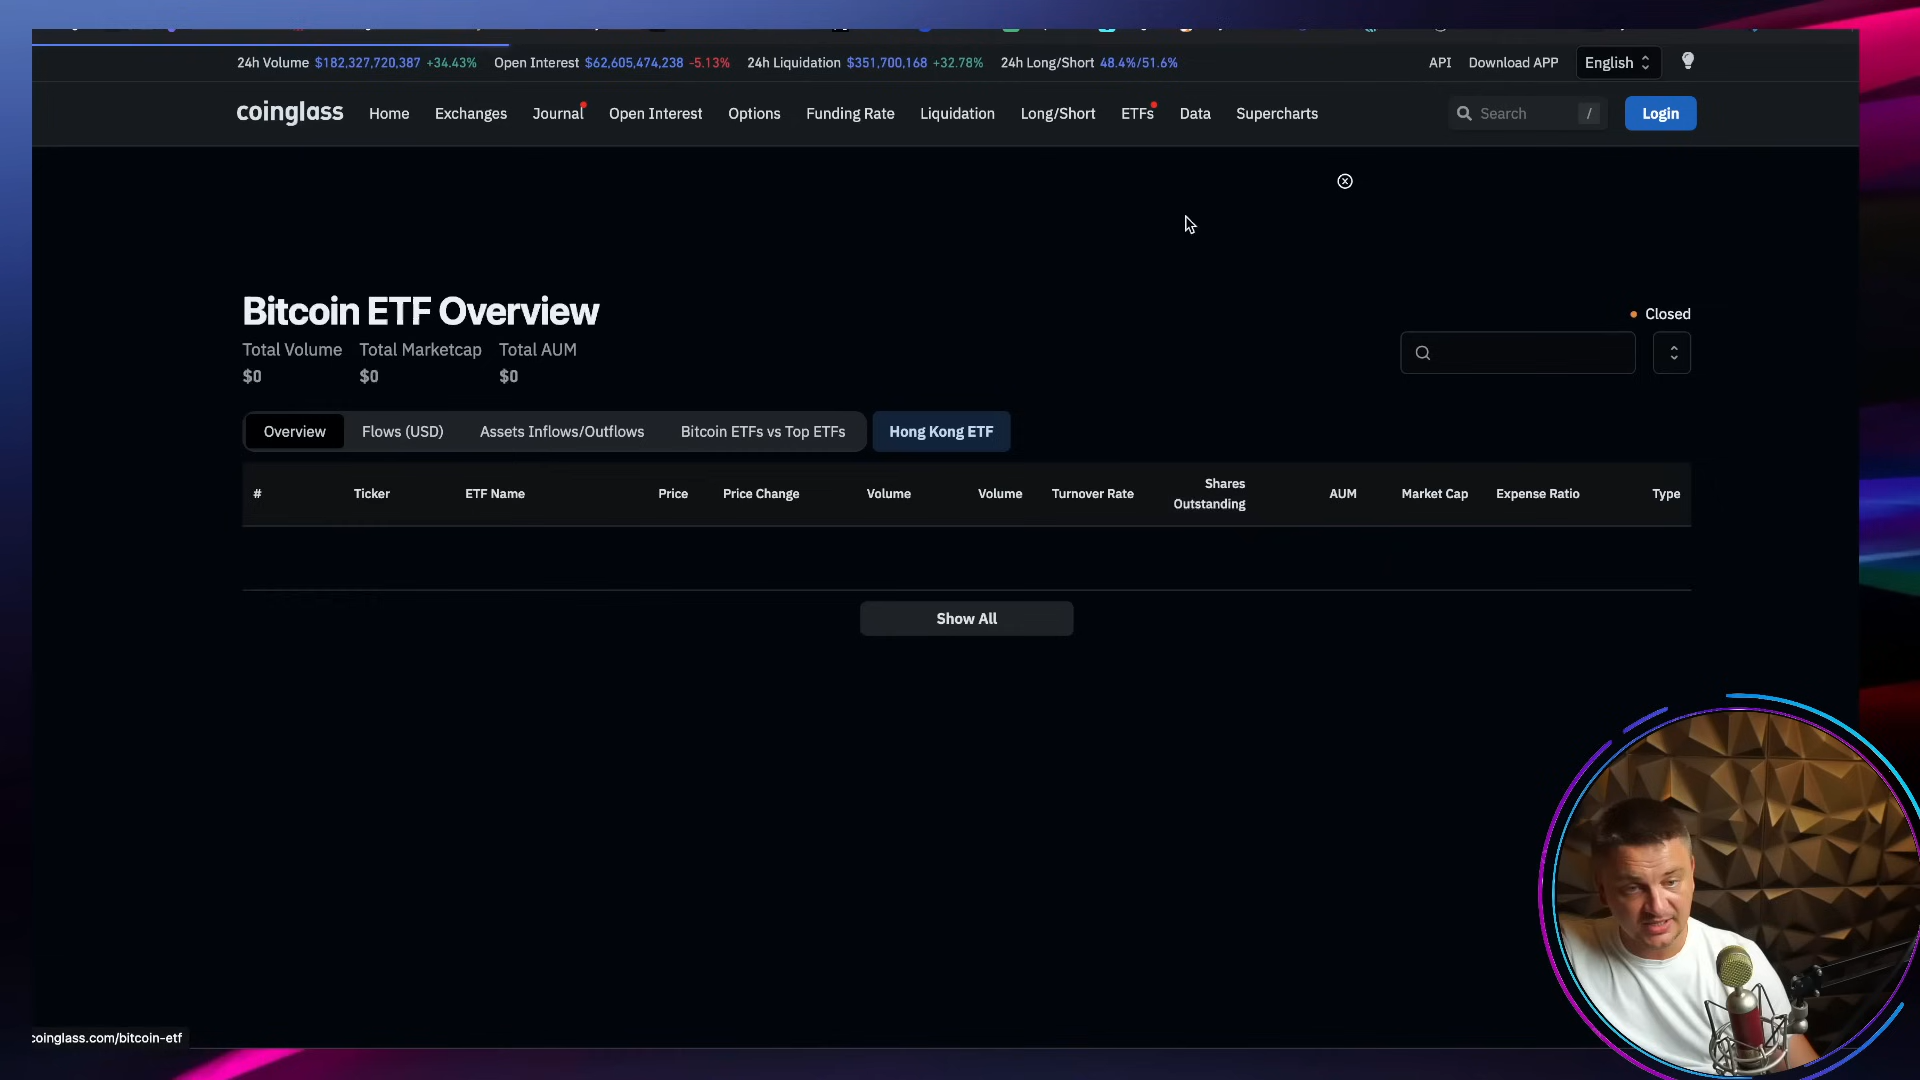 24h Volume $182,327,720,387 +34.43% Open Interest $62,605,474,238 -5.13% 24h Liquidation $351,700,168 +32.78% 24h Long/Short 48.4%/51.6% API Download APP English
coinglass Home Exchanges Journal Open Interest Options Funding Rate Liquidation Long/Short ETFs Data Supercharts Search / Login
Bitcoin ETF Overview
Closed
Total Volume Total Marketcap Total AUM
$0 $0 $0
Overview Flows (USD) Assets Inflows/Outflows Bitcoin ETFs vs Top ETFs Hong Kong ETF
# Ticker ETF Name Price Price Change Volume Volume Turnover Rate Shares Outstanding AUM Market Cap Expense Ratio Type
Show All
coinglass.com/bitcoin-etf